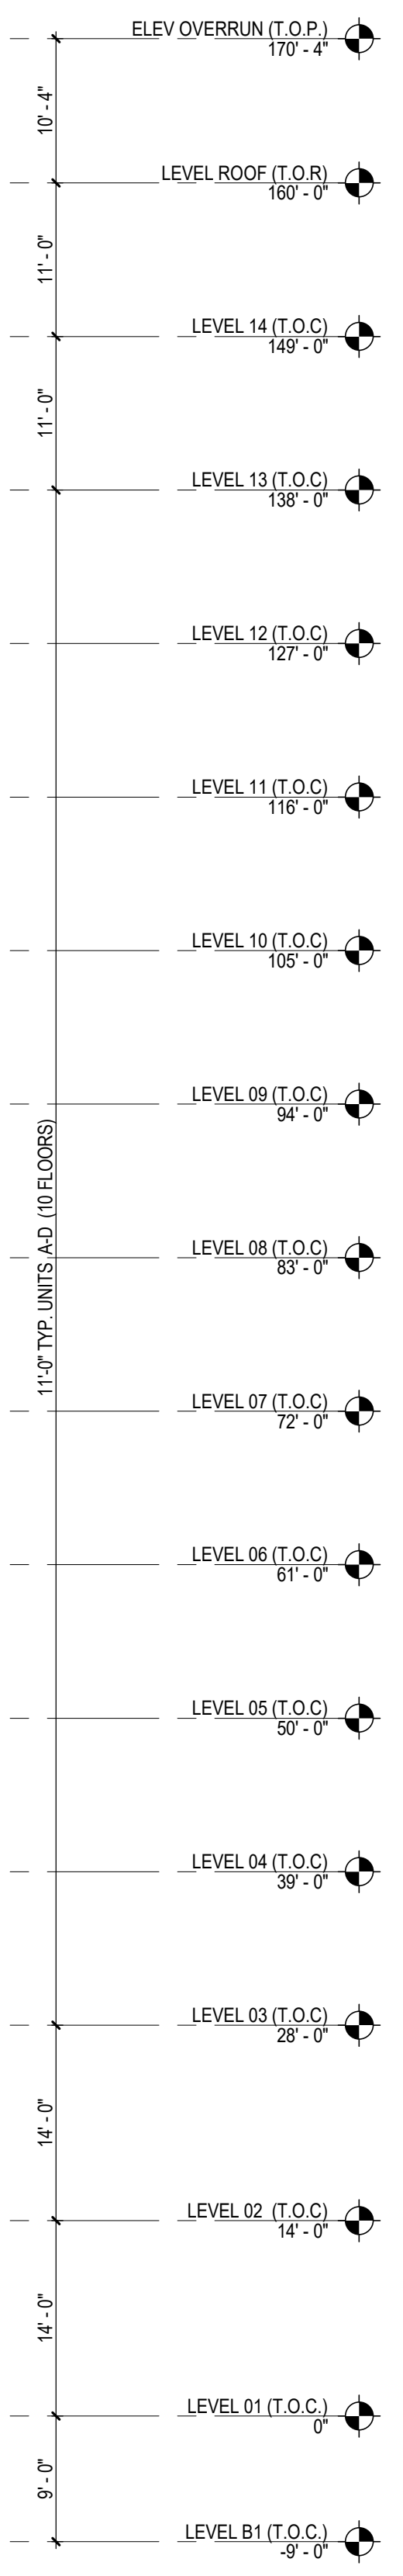 ELEV OVERRUN (T.O.P.)
170' - 4"
10' - 4"
LEVEL ROOF (T.O.R)
160' - 0"
11' - 0"
LEVEL 14 (T.O.C)
149' - 0"
11' - 0"
LEVEL 13 (T.O.C)
138' - 0"
LEVEL 12 (T.O.C)
127' - 0"
LEVEL 11 (T.O.C)
116' - 0"
LEVEL 10 (T.O.C)
105' - 0"
LEVEL 09 (T.O.C)
94' - 0"
11'-0" TYP. UNITS A-D (10 FLOORS)
LEVEL 08 (T.O.C)
83' - 0"
LEVEL 07 (T.O.C)
72' - 0"
LEVEL 06 (T.O.C)
61' - 0"
LEVEL 05 (T.O.C)
50' - 0"
LEVEL 04 (T.O.C)
39' - 0"
LEVEL 03 (T.O.C)
28' - 0"
14' - 0"
LEVEL 02 (T.O.C)
14' - 0"
14' - 0"
LEVEL 01 (T.O.C.)
0"
9' - 0"
LEVEL B1 (T.O.C.)
-9' - 0"